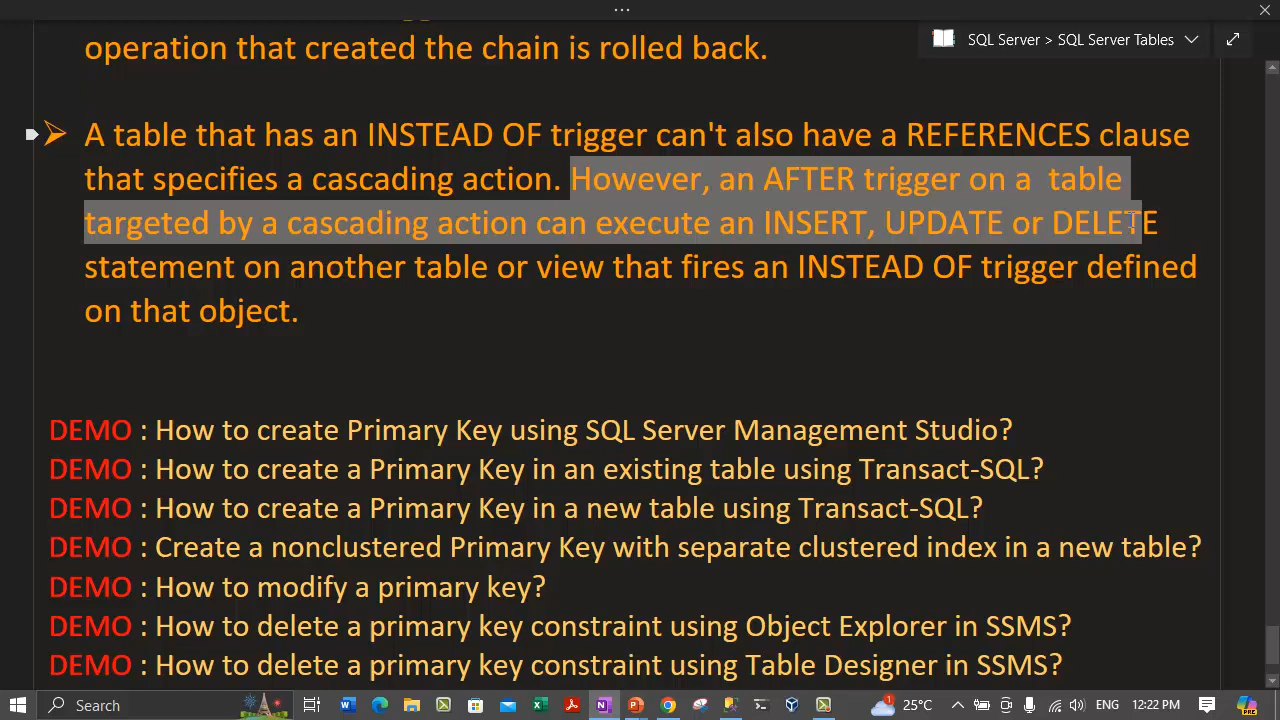 operation that created the chain is rolled back.
SQL Server > SQL Server Tables
A table that has an INSTEAD OF trigger can't also have a REFERENCES clause
that specifies a cascading action. However, an AFTER trigger on a  table
targeted by a cascading action can execute an INSERT, UPDATE or DELETE
statement on another table or view that fires an INSTEAD OF trigger defined
on that object.
DEMO : How to create Primary Key using SQL Server Management Studio?
DEMO : How to create a Primary Key in an existing table using Transact-SQL?
DEMO : How to create a Primary Key in a new table using Transact-SQL?
DEMO : Create a nonclustered Primary Key with separate clustered index in a new table?
DEMO : How to modify a primary key?
DEMO : How to delete a primary key constraint using Object Explorer in SSMS?
DEMO : How to delete a primary key constraint using Table Designer in SSMS?
Search
1
25°C
ENG
12:22 PM
PRE